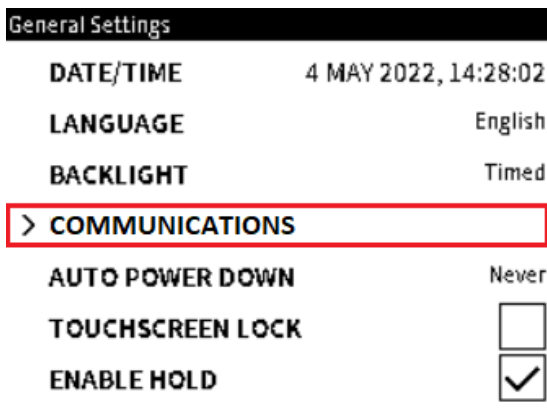 General Settings
DATE/TIME 4 MAY 2022, 14:28:02
LANGUAGE English
BACKLIGHT Timed
> COMMUNICATIONS
AUTO POWER DOWN Never
TOUCHSCREEN LOCK
ENABLE HOLD